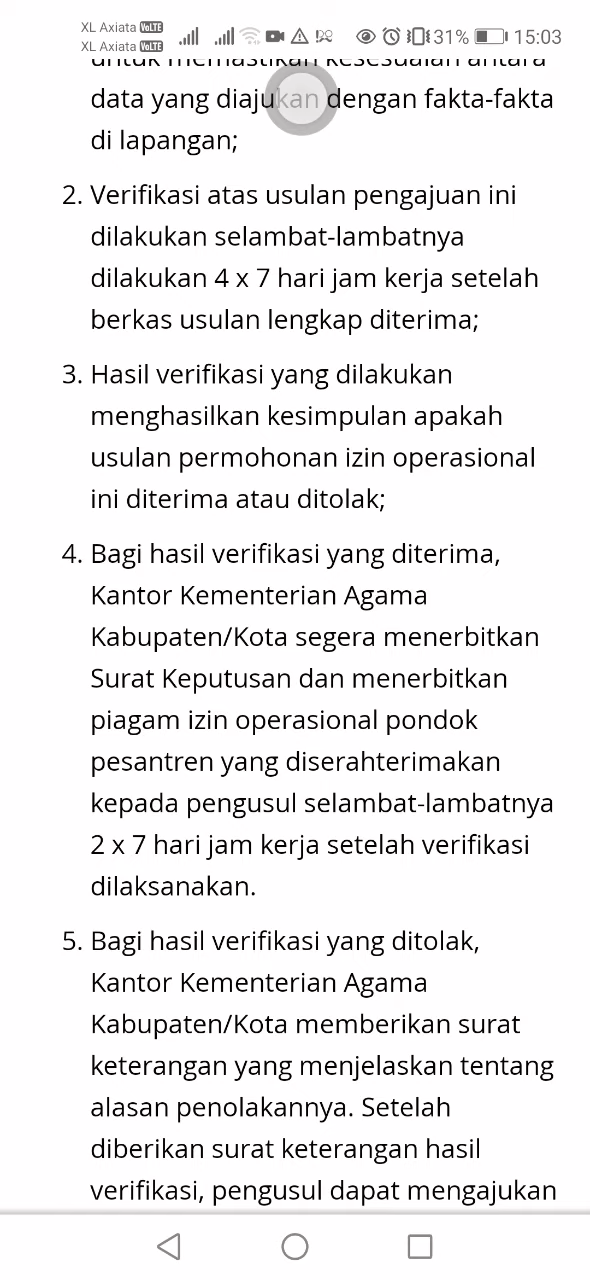 XL Axiata VoLTE
XL Axiata VoLTE
31% 15:03
untuk memastikan kesesuaian antara
data yang diajukan dengan fakta-fakta
di lapangan;
2. Verifikasi atas usulan pengajuan ini
dilakukan selambat-lambatnya
dilakukan 4 x 7 hari jam kerja setelah
berkas usulan lengkap diterima;
3. Hasil verifikasi yang dilakukan
menghasilkan kesimpulan apakah
usulan permohonan izin operasional
ini diterima atau ditolak;
4. Bagi hasil verifikasi yang diterima,
Kantor Kementerian Agama
Kabupaten/Kota segera menerbitkan
Surat Keputusan dan menerbitkan
piagam izin operasional pondok
pesantren yang diserahterimakan
kepada pengusul selambat-lambatnya
2 x 7 hari jam kerja setelah verifikasi
dilaksanakan.
5. Bagi hasil verifikasi yang ditolak,
Kantor Kementerian Agama
Kabupaten/Kota memberikan surat
keterangan yang menjelaskan tentang
alasan penolakannya. Setelah
diberikan surat keterangan hasil
verifikasi, pengusul dapat mengajukan